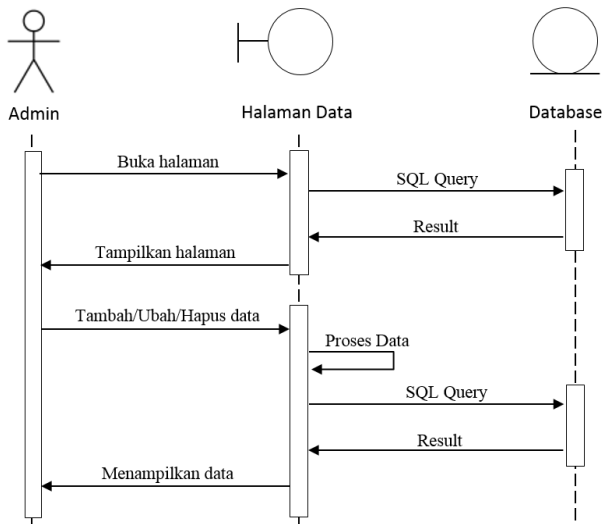 Admin
Halaman Data
Database
Buka halaman
SQL Query
Result
Tampilkan halaman
Tambah/Ubah/Hapus data
Proses Data
SQL Query
Result
Menampilkan data